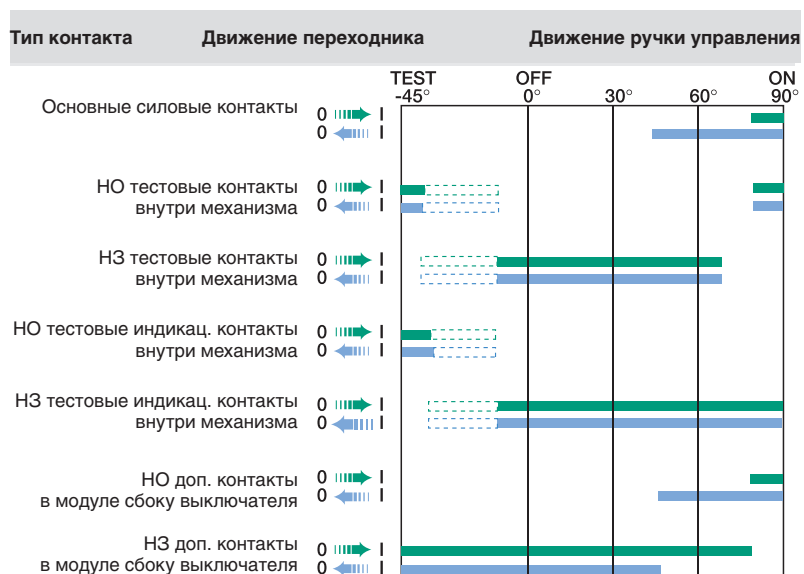 Тип контакта Движение переходника Движение ручки управления
TEST OFF ON
-45° 0° 30° 60° 90°
Основные силовые контакты 0 I
0
НО тестовые контакты 0 I
внутри механизма 0 I
НЗ тестовые контакты 0 I
внутри механизма 0 I
НО тестовые индикац. контакты 0 I
внутри механизма 0 I
НЗ тестовые индикац. контакты 0 I
внутри механизма 0 I
НО доп. контакты 0 I
в модуле сбоку выключателя 0 I
НЗ доп. контакты 0 I
в модуле сбоку выключателя 0 I